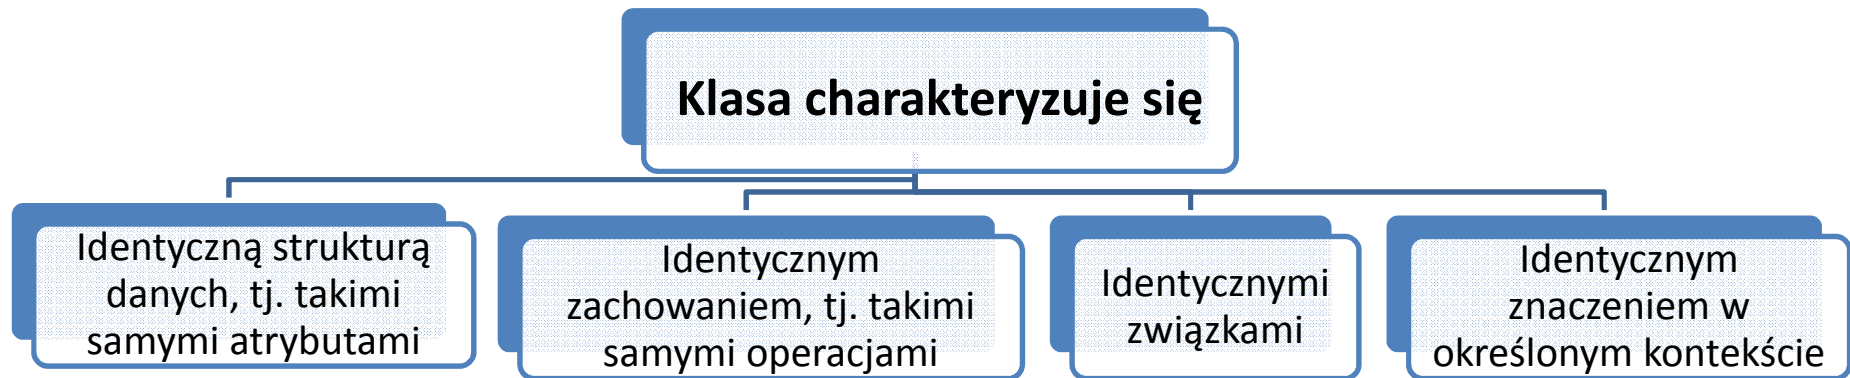 Klasa charakteryzuje się
Identyczną strukturą
danych, tj. takimi
samymi atrybutami
Identycznym
zachowaniem, tj. takimi
samymi operacjami
Identycznymi
związkami
Identycznym
znaczeniem w
określonym kontekście